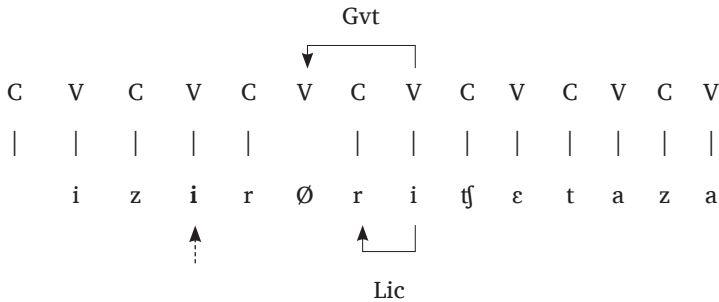 Gvt
C V C V C V C V C V C V C V
i z i r Ø r i ʧ ɛ t a z a
Lic